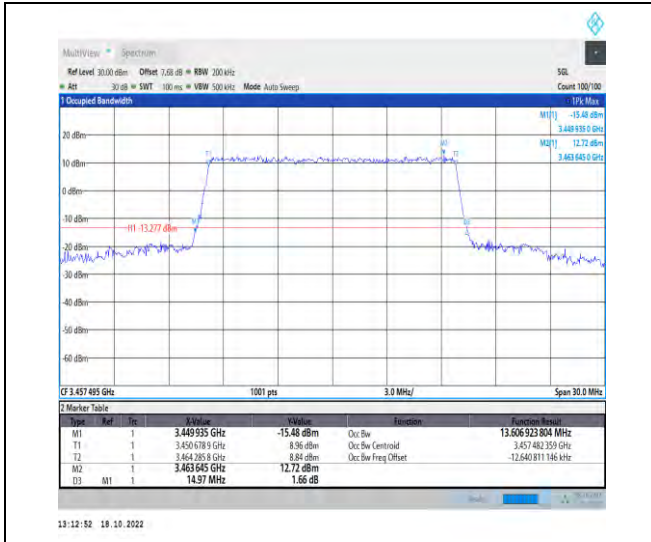 MultiView Spectrum
Ref Level 30.00 dBm Offset 7.68 dB RBW 200 kHz SGL
Att 30 dB SWT 100 ms VBW 500 kHz Mode Auto Sweep Count 100/100
1 Occupied Bandwidth 1Pk Max
M1[1] -15.48 dBm
3.449 935 0 GHz
M2[1] 12.72 dBm
3.463 645 0 GHz
20 dBm
M2
T1 T2
10 dBm
0 dBm
-10 dBm
M1 D3
H1 -13.277 dBm
-20 dBm
-30 dBm
-40 dBm
-50 dBm
-60 dBm
CF 3.457 495 GHz 1001 pts 3.0 MHz/ Span 30.0 MHz
2 Marker Table
Type Ref Trc X-Value Y-Value Function Function Result
M1 1 3.449 935 GHz -15.48 dBm Occ Bw 13.606 923 804 MHz
T1 1 3.450 678 9 GHz 8.96 dBm Occ Bw Centroid 3.457 482 359 GHz
T2 1 3.464 285 8 GHz 8.84 dBm Occ Bw Freq Offset -12.640 811 146 kHz
M2 1 3.463 645 GHz 12.72 dBm
D3 M1 1 14.97 MHz 1.66 dB
13:12:52 18.10.2022